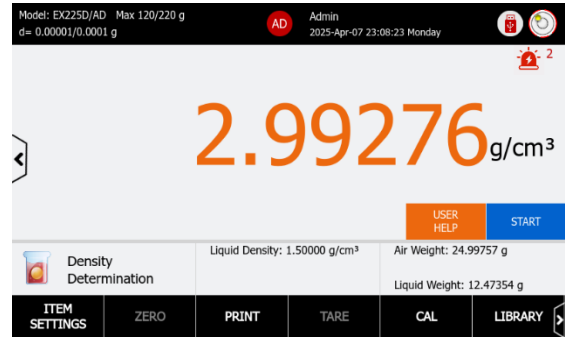 Model: EX225D/AD Max 120/220 g
d= 0.00001/0.0001 g
AD
Admin
2025-Apr-07 23:08:23 Monday
2
2.99276 g/cm³
USER
HELP
START
Density
Determination
Liquid Density: 1.50000 g/cm³
Air Weight: 24.99757 g
Liquid Weight: 12.47354 g
ITEM
SETTINGS
ZERO
PRINT
TARE
CAL
LIBRARY